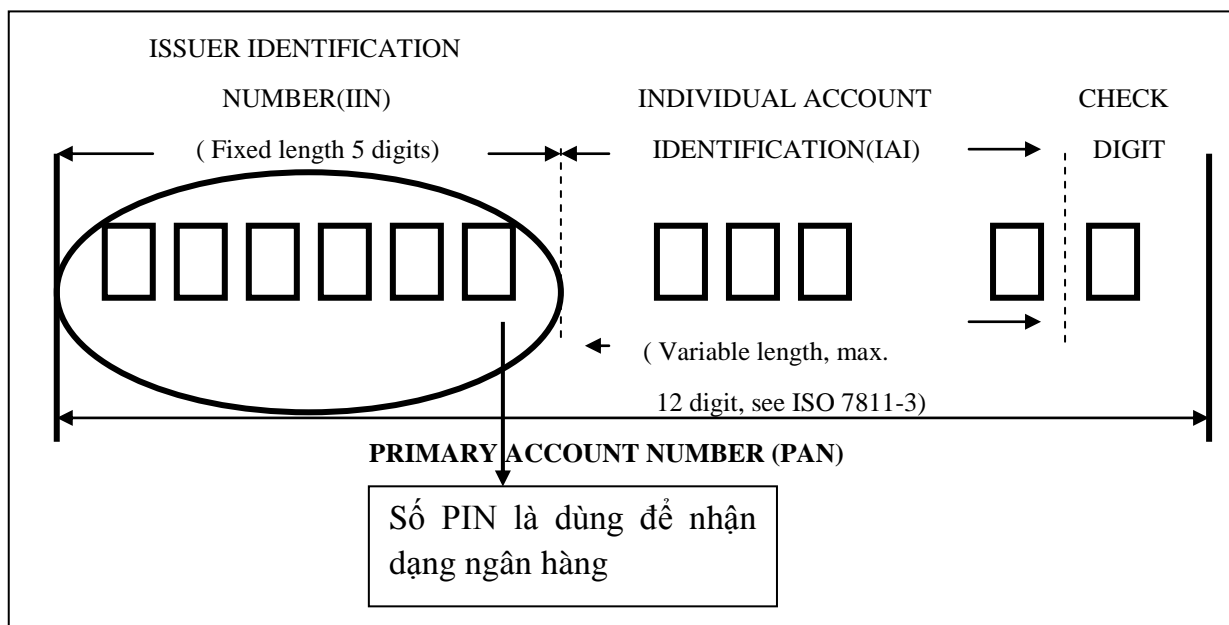 ISSUER IDENTIFICATION
NUMBER(IIN)
( Fixed length 5 digits)
INDIVIDUAL ACCOUNT
IDENTIFICATION(IAI)
CHECK
DIGIT
( Variable length, max.
12 digit, see ISO 7811-3)
PRIMARY ACCOUNT NUMBER (PAN)
Số PIN là dùng để nhận
dạng ngân hàng